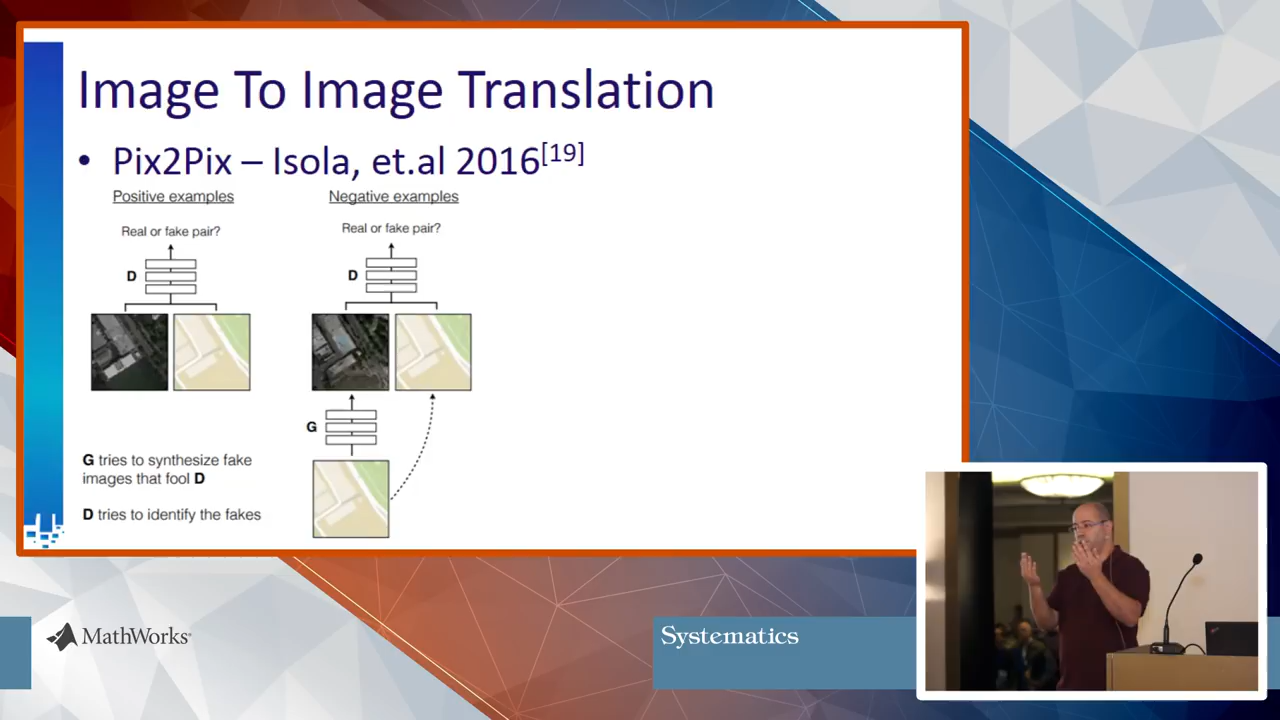 Image To Image Translation
• Pix2Pix – Isola, et.al 2016[19]
Positive examples
Real or fake pair?
D
Negative examples
Real or fake pair?
D
G
G tries to synthesize fake
images that fool D
D tries to identify the fakes
MathWorks®
Systematics